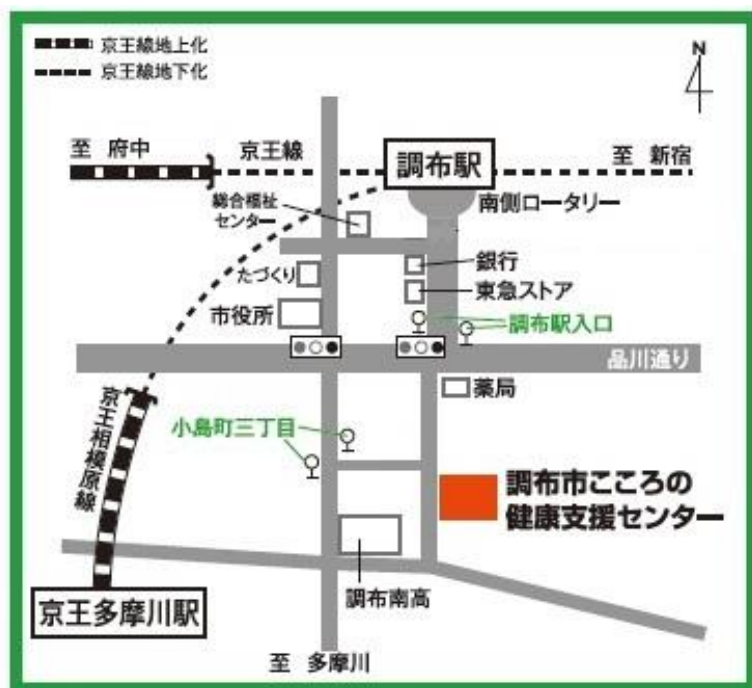 京王線地上化
京王線地下化
N
至 府中
京王線
調布駅
至 新宿
総合福祉
センター
南側ロータリー
たづくり
銀行
東急ストア
市役所
調布駅入口
品川通り
薬局
京王相模原線
小島町三丁目
調布市こころの
健康支援センター
京王多摩川駅
調布南高
至 多摩川